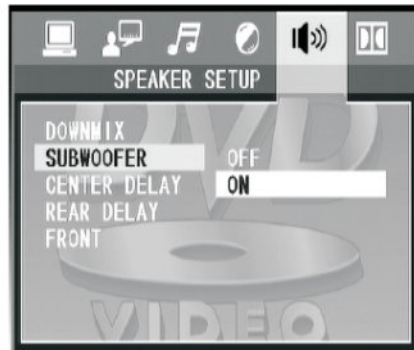 SPEAKER SETUP
DOWNMIX
SUBWOOFER OFF
CENTER DELAY ON
REAR DELAY
FRONT
DVD
VIDEO